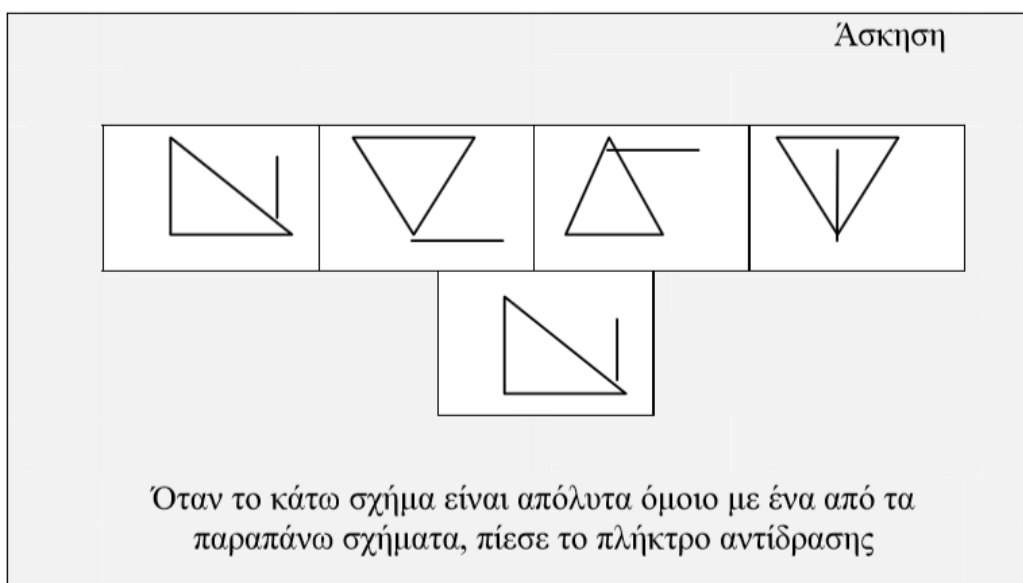 Άσκηση
Όταν το κάτω σχήμα είναι απόλυτα όμοιο με ένα από τα
παραπάνω σχήματα, πίεσε το πλήκτρο αντίδρασης